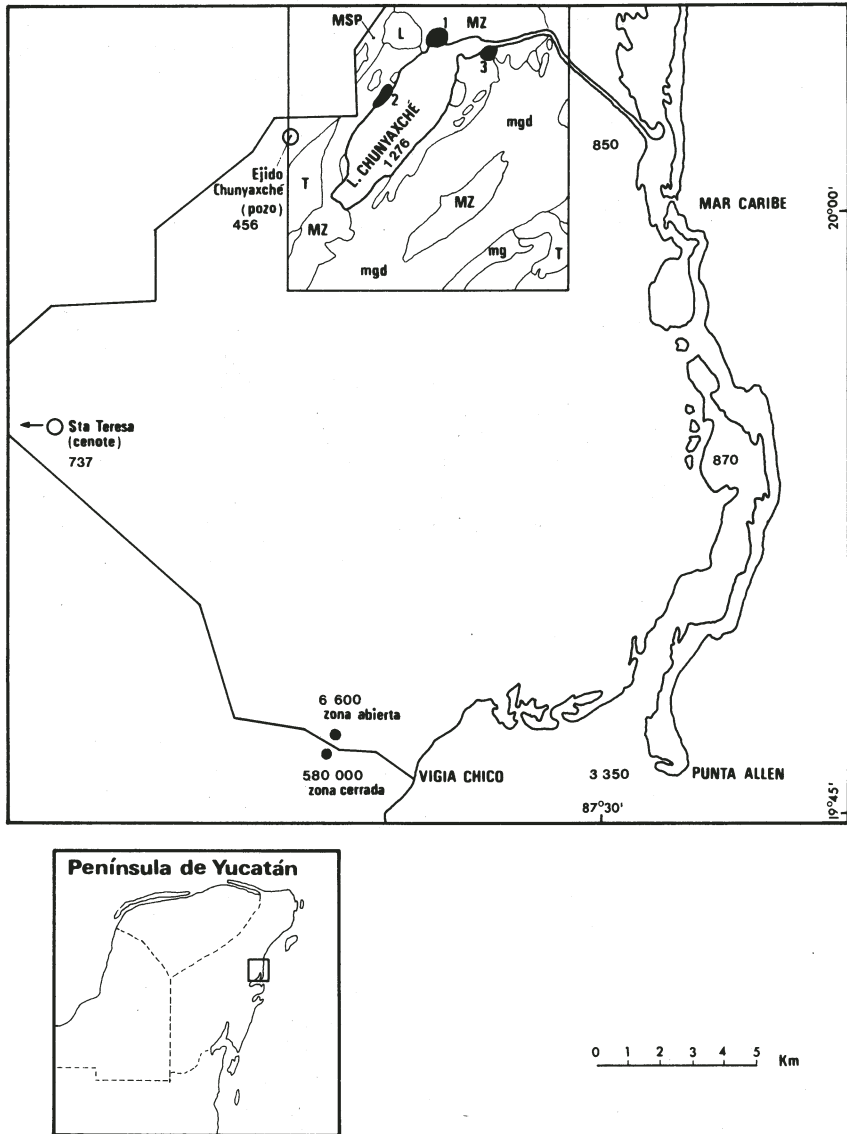 MSP
L
1
MZ
3
2
L. CHUNYAXCHÉ
1 276
mgd
850
Ejido
Chunyaxché
(pozo)
456
T
MZ
MZ
mgd
mg
T
MAR CARIBE
20°00'
Sta Teresa
(cenote)
737
870
6 600
zona abierta
580 000
zona cerrada
VIGIA CHICO
3 350
PUNTA ALLEN
87°30'
19°45'
Península de Yucatán
0 1 2 3 4 5 Km